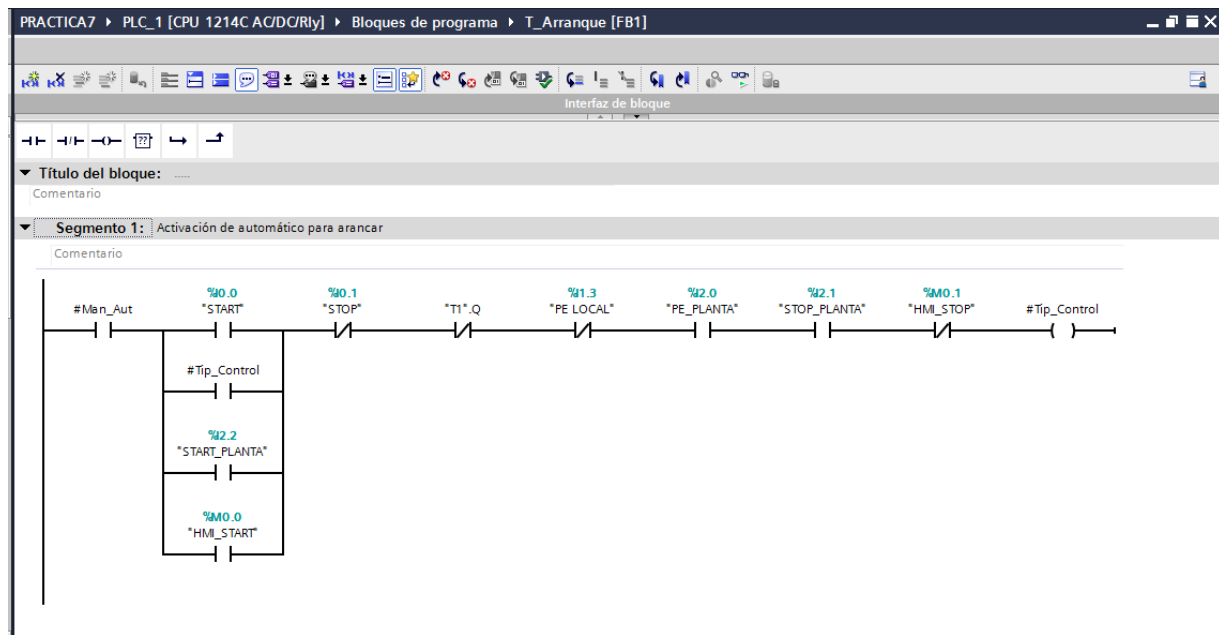 PRACTICA7 ▸ PLC_1 [CPU 1214C AC/DC/Rly] ▸ Bloques de programa ▸ T_Arranque [FB1]
Interfaz de bloque
??
Título del bloque: .....
Comentario
Segmento 1: Activación de automático para arancar
Comentario
%I0.0 %I0.1 %I1.3 %I2.0 %I2.1 %M0.1
#Man_Aut "START" "STOP" "T1".Q "PE LOCAL" "PE_PLANTA" "STOP_PLANTA" "HMI_STOP" #Tip_Control
#Tip_Control
%I2.2
"START_PLANTA"
%M0.0
"HMI_START"